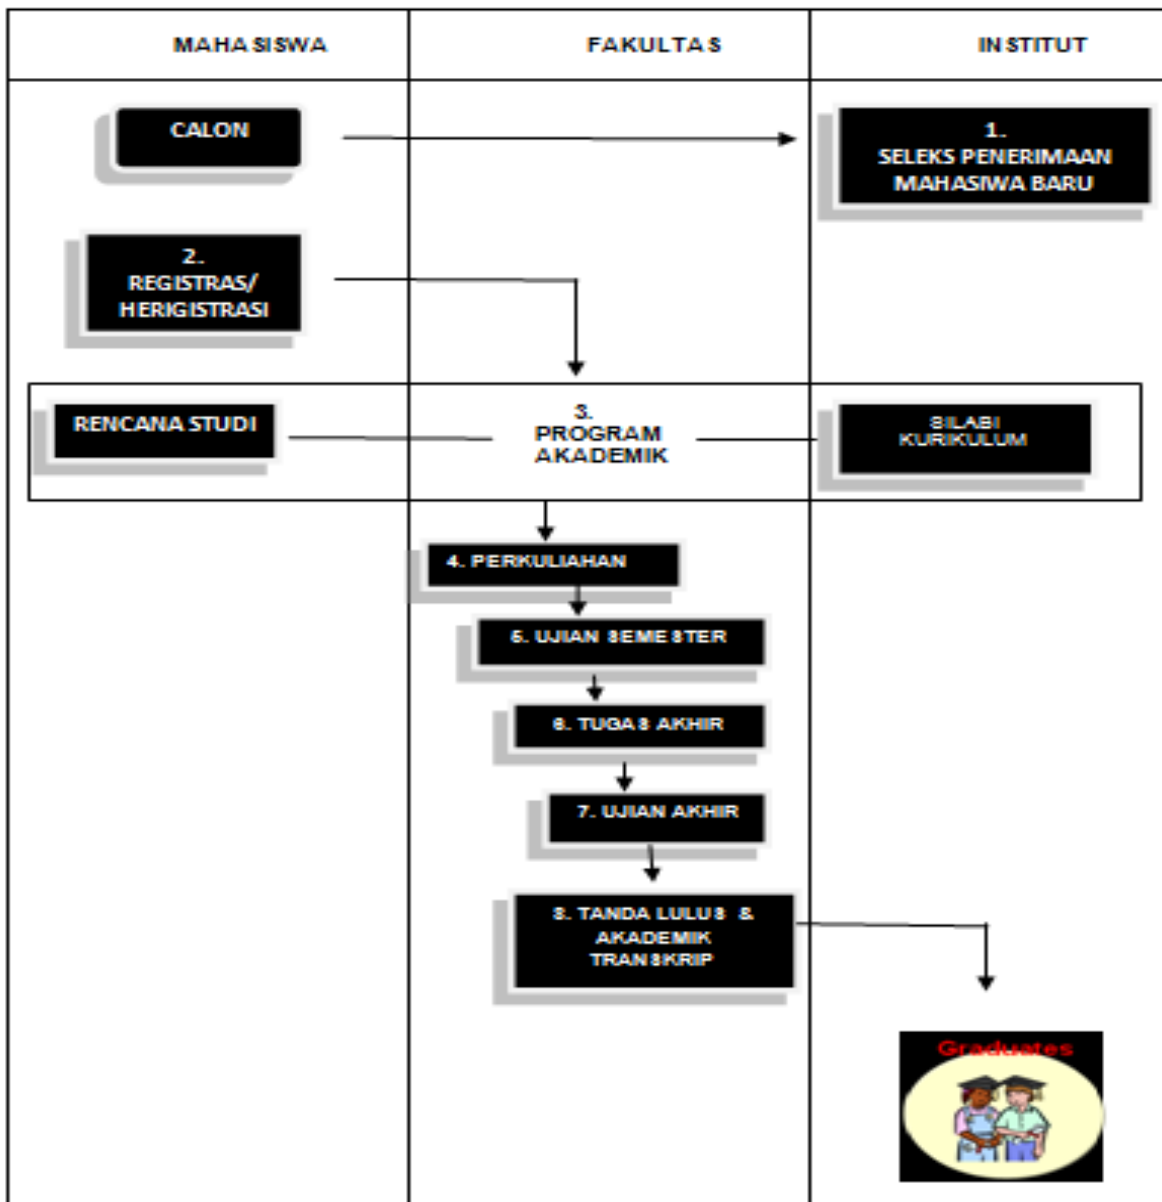 MAHASISWA
FAKULTAS
INSTITUT
CALON
1.
SELEKS PENERIMAAN
MAHASIWA BARU
2.
REGISTRAS/
HERIGISTRASI
RENCANA STUDI
3.
PROGRAM
AKADEMIK
SILABI
KURIKULUM
4. PERKULIAHAN
5. UJIAN SEMESTER
6. TUGAS AKHIR
7. UJIAN AKHIR
8. TANDA LULUS &
AKADEMIK
TRANSKRIP
Graduates